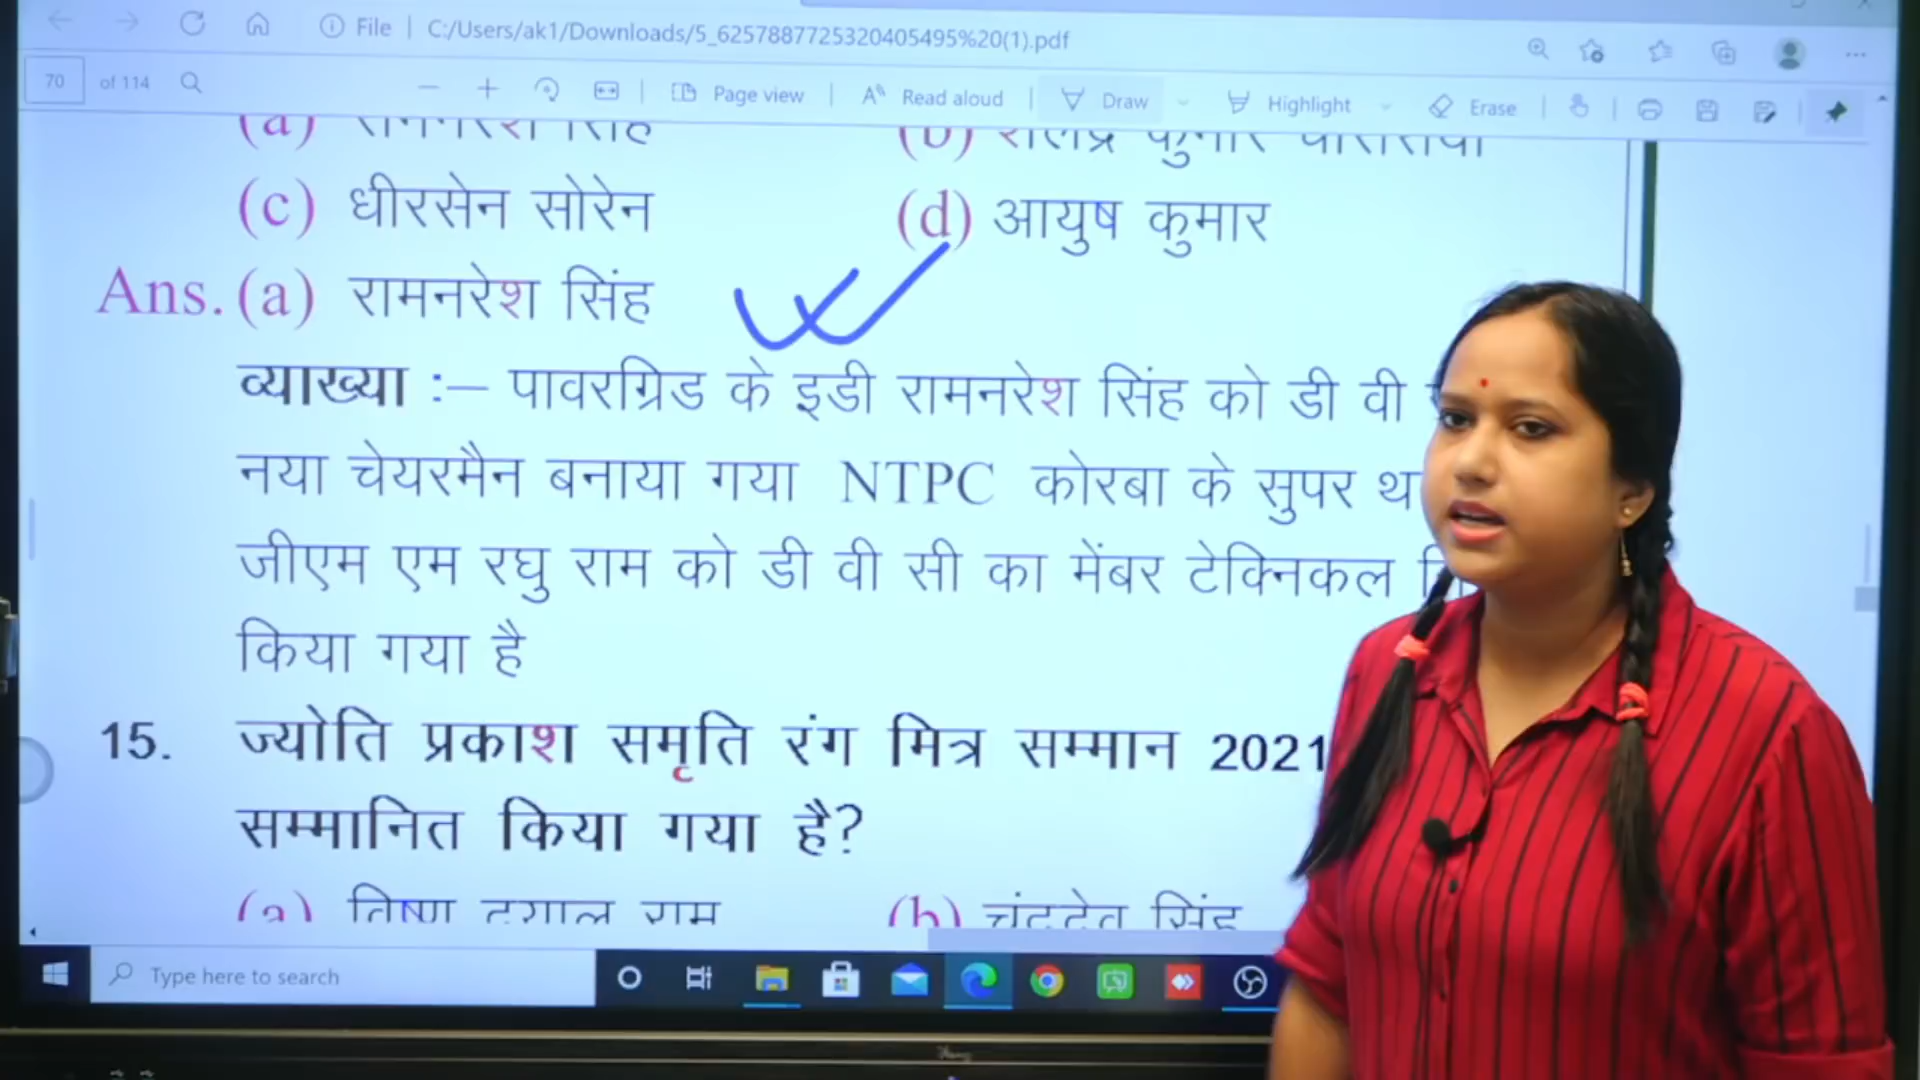 File | C:/Users/ak1/Downloads/5_6257887725320405495%20(1).pdf
70 of 114 Page view Read aloud Draw Highlight Erase
(c) धीरसेन सोरेन (d) आयुष कुमार
Ans. (a) रामनरेश सिंह
व्याख्या :– पावरग्रिड के इडी रामनरेश सिंह को डी वी
नया चेयरमैन बनाया गया NTPC कोरबा के सुपर
जीएम एम रघु राम को डी वी सी का मेंबर टेक्निकल
किया गया है
15. ज्योति प्रकाश समृति रंग मित्र सम्मान 2021
सम्मानित किया गया है?
(b) चंद्रदेव सिंह
Type here to search